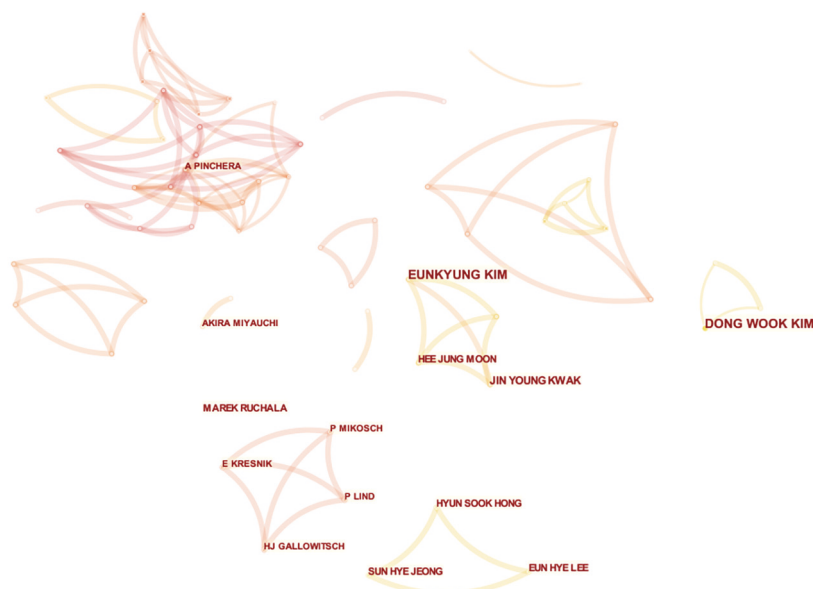 A PINCHERA
EUNKYUNG KIM
AKIRA MIYAUCHI
DONG WOOK KIM
HEE JUNG MOON
JIN YOUNG KWAK
MAREK RUCHALA
P MIKOSCH
E KRESNIK
P LIND
HYUN SOOK HONG
HJ GALLOWITSCH
SUN HYE JEONG
EUN HYE LEE